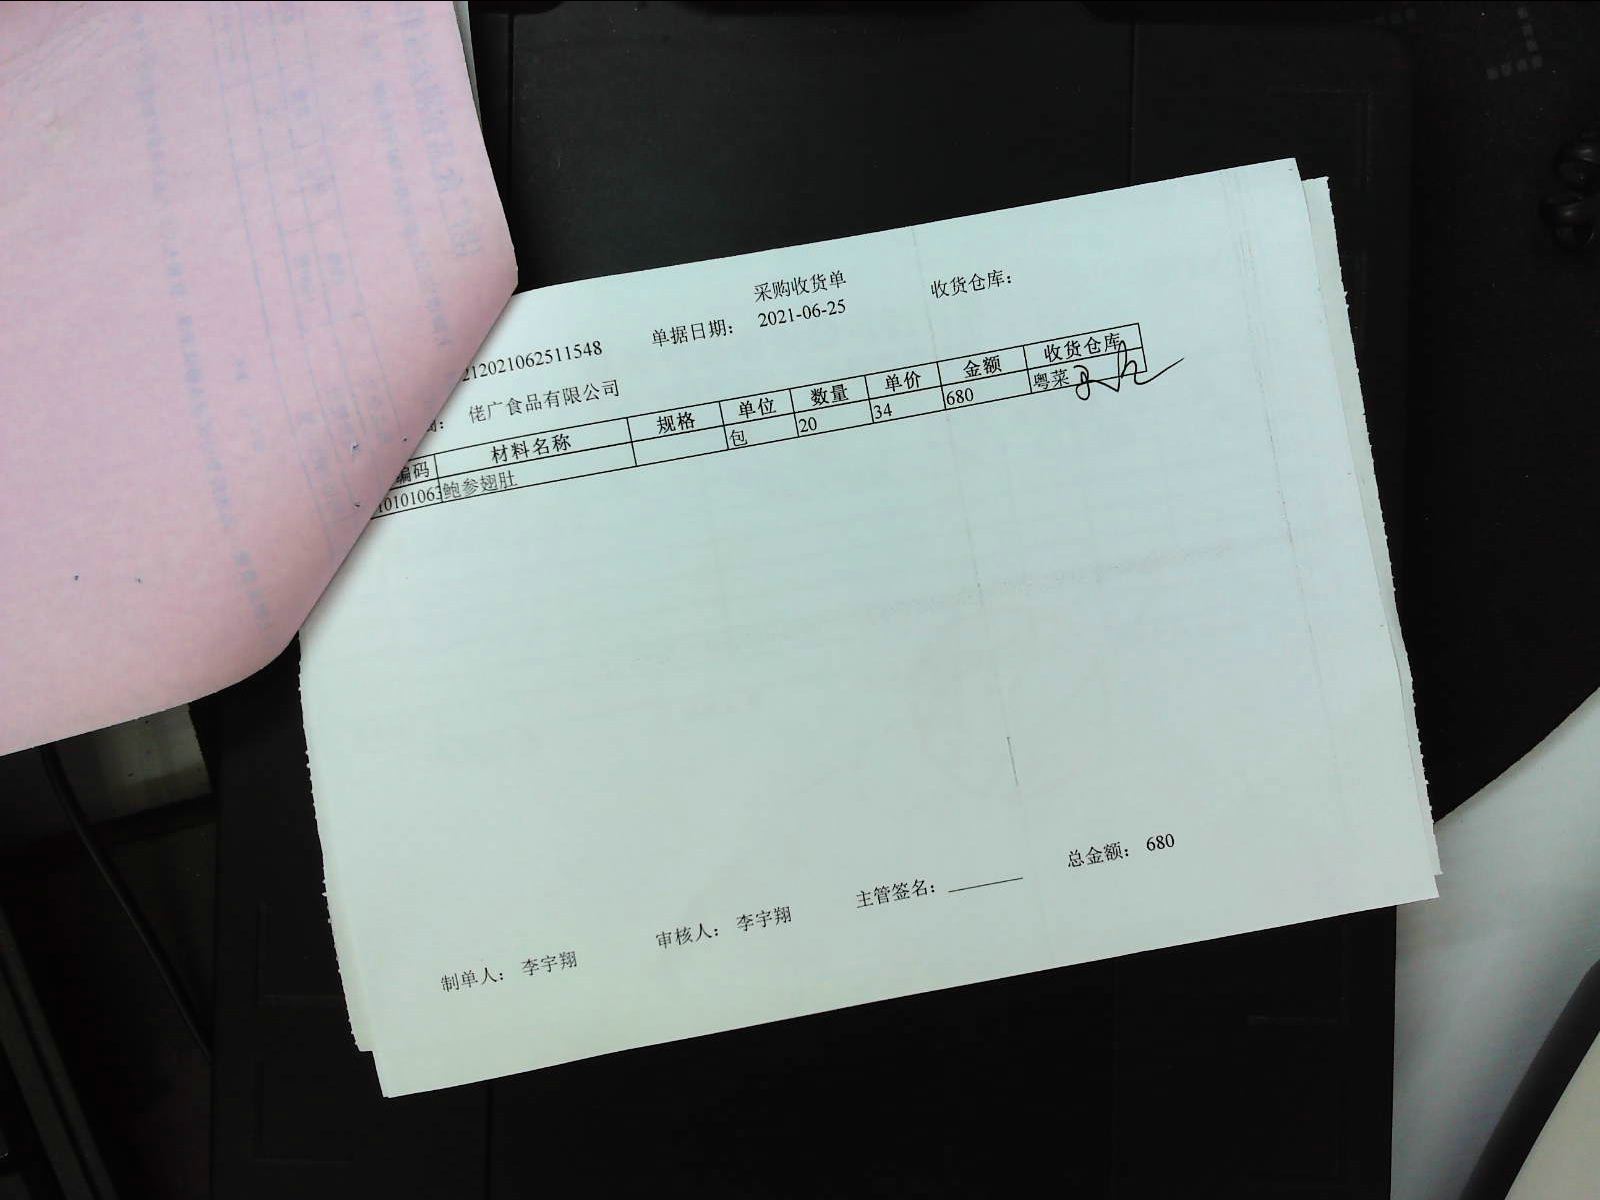 采购收货单
212021062511548 单据日期: 2021-06-25 收货仓库:
商: 佬广食品有限公司
编码 材料名称 规格 单位 数量 单价 金额 收货仓库
10101063 鲍参翅肚 包 20 34 680 粤菜
总金额: 680
制单人: 李宇翔 审核人: 李宇翔 主管签名: